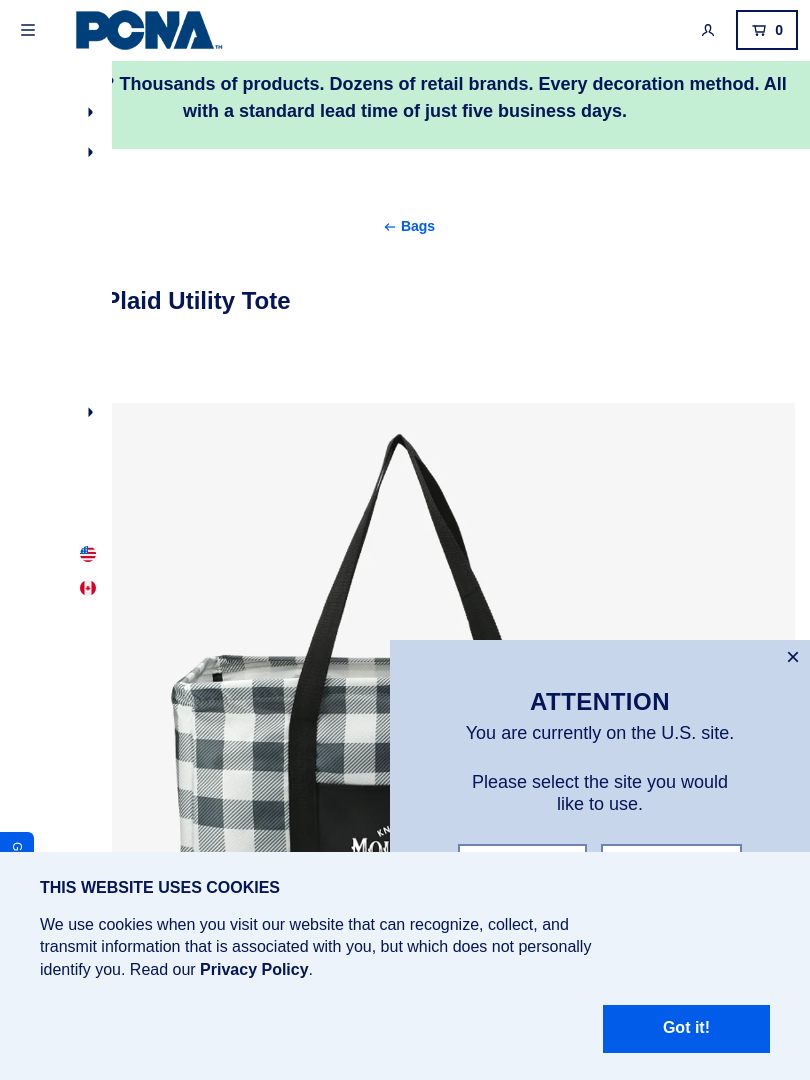 PCNA™
0
? Thousands of products. Dozens of retail brands. Every decoration method. All
with a standard lead time of just five business days.
Bags
Plaid Utility Tote
ATTENTION
You are currently on the U.S. site.
Please select the site you would
like to use.
G
THIS WEBSITE USES COOKIES
We use cookies when you visit our website that can recognize, collect, and
transmit information that is associated with you, but which does not personally
identify you. Read our Privacy Policy.
Got it!